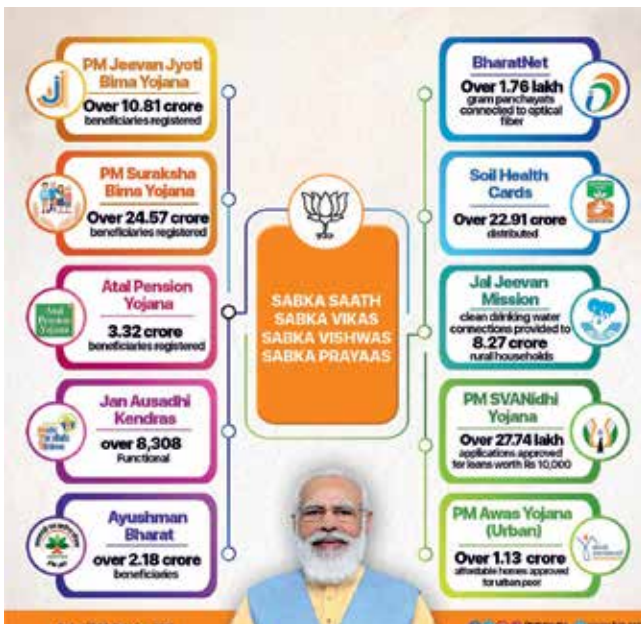 PM Jeevan Jyoti
Bima Yojana
Over 10.81 crore
beneficiaries registered
PM Suraksha
Bima Yojana
Over 24.57 crore
beneficiaries registered
Atal Pension
Yojana
3.32 crore
beneficiaries registered
Atal
Pension
Yojana
Jan Ausadhi
Kendras
over 8,308
Functional
Ayushman
Bharat
over 2.18 crore
beneficiaries
SABKA SAATH
SABKA VIKAS
SABKA VISHWAS
SABKA PRAYAAS
BharatNet
Over 1.76 lakh
gram panchayats
connected to optical
fiber
Soil Health
Cards
Over 22.91 crore
distributed
Jal Jeevan
Mission
clean drinking water
connections provided to
8.27 crore
rural households
PM SVANidhi
Yojana
Over 27.74 lakh
applications approved
for loans worth Rs 10,000
PM Awas Yojana
(Urban)
Over 1.13 crore
affordable homes approved
for urban poor